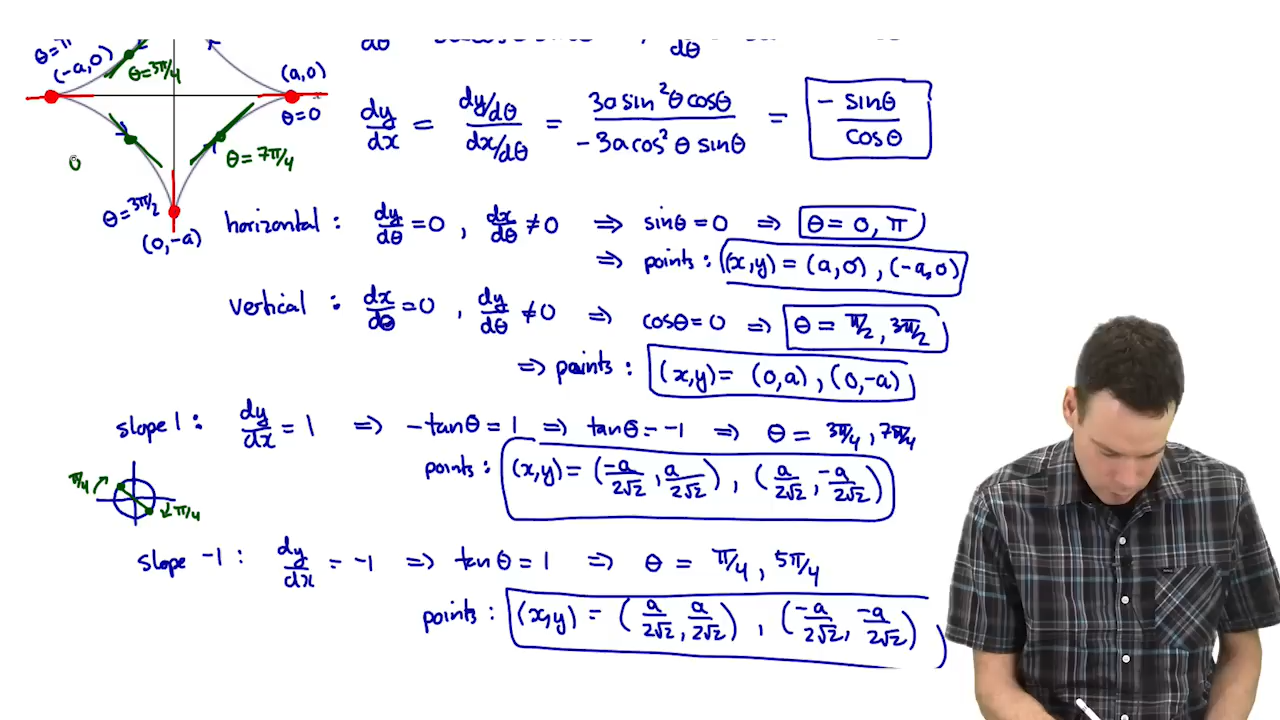 θ=π
(-a,0)
θ=3π/4
(a,0)
θ=0
dy/dx = (dy/dθ)/(dx/dθ) = (3a sin²θ cosθ)/(-3a cos²θ sinθ) = - sinθ/cosθ
θ = 7π/4
θ=3π/2
(0,-a)
horizontal : dy/dθ = 0 , dx/dθ ≠ 0 ⇒ sinθ = 0 ⇒ θ = 0, π
⇒ points : (x,y) = (a,0) , (-a,0)
vertical : dx/dθ = 0 , dy/dθ ≠ 0 ⇒ cosθ = 0 ⇒ θ = π/2, 3π/2
⇒ points : (x,y) = (0,a) , (0,-a)
slope 1 : dy/dx = 1 ⇒ -tanθ = 1 ⇒ tanθ = -1 ⇒ θ = 3π/4, 7π/4
points : (x,y) = (-a/2√2, a/2√2) , (a/2√2, -a/2√2)
π/4
π/4
slope -1 : dy/dx = -1 ⇒ tanθ = 1 ⇒ θ = π/4, 5π/4
points : (x,y) = (a/2√2, a/2√2) , (-a/2√2, -a/2√2)